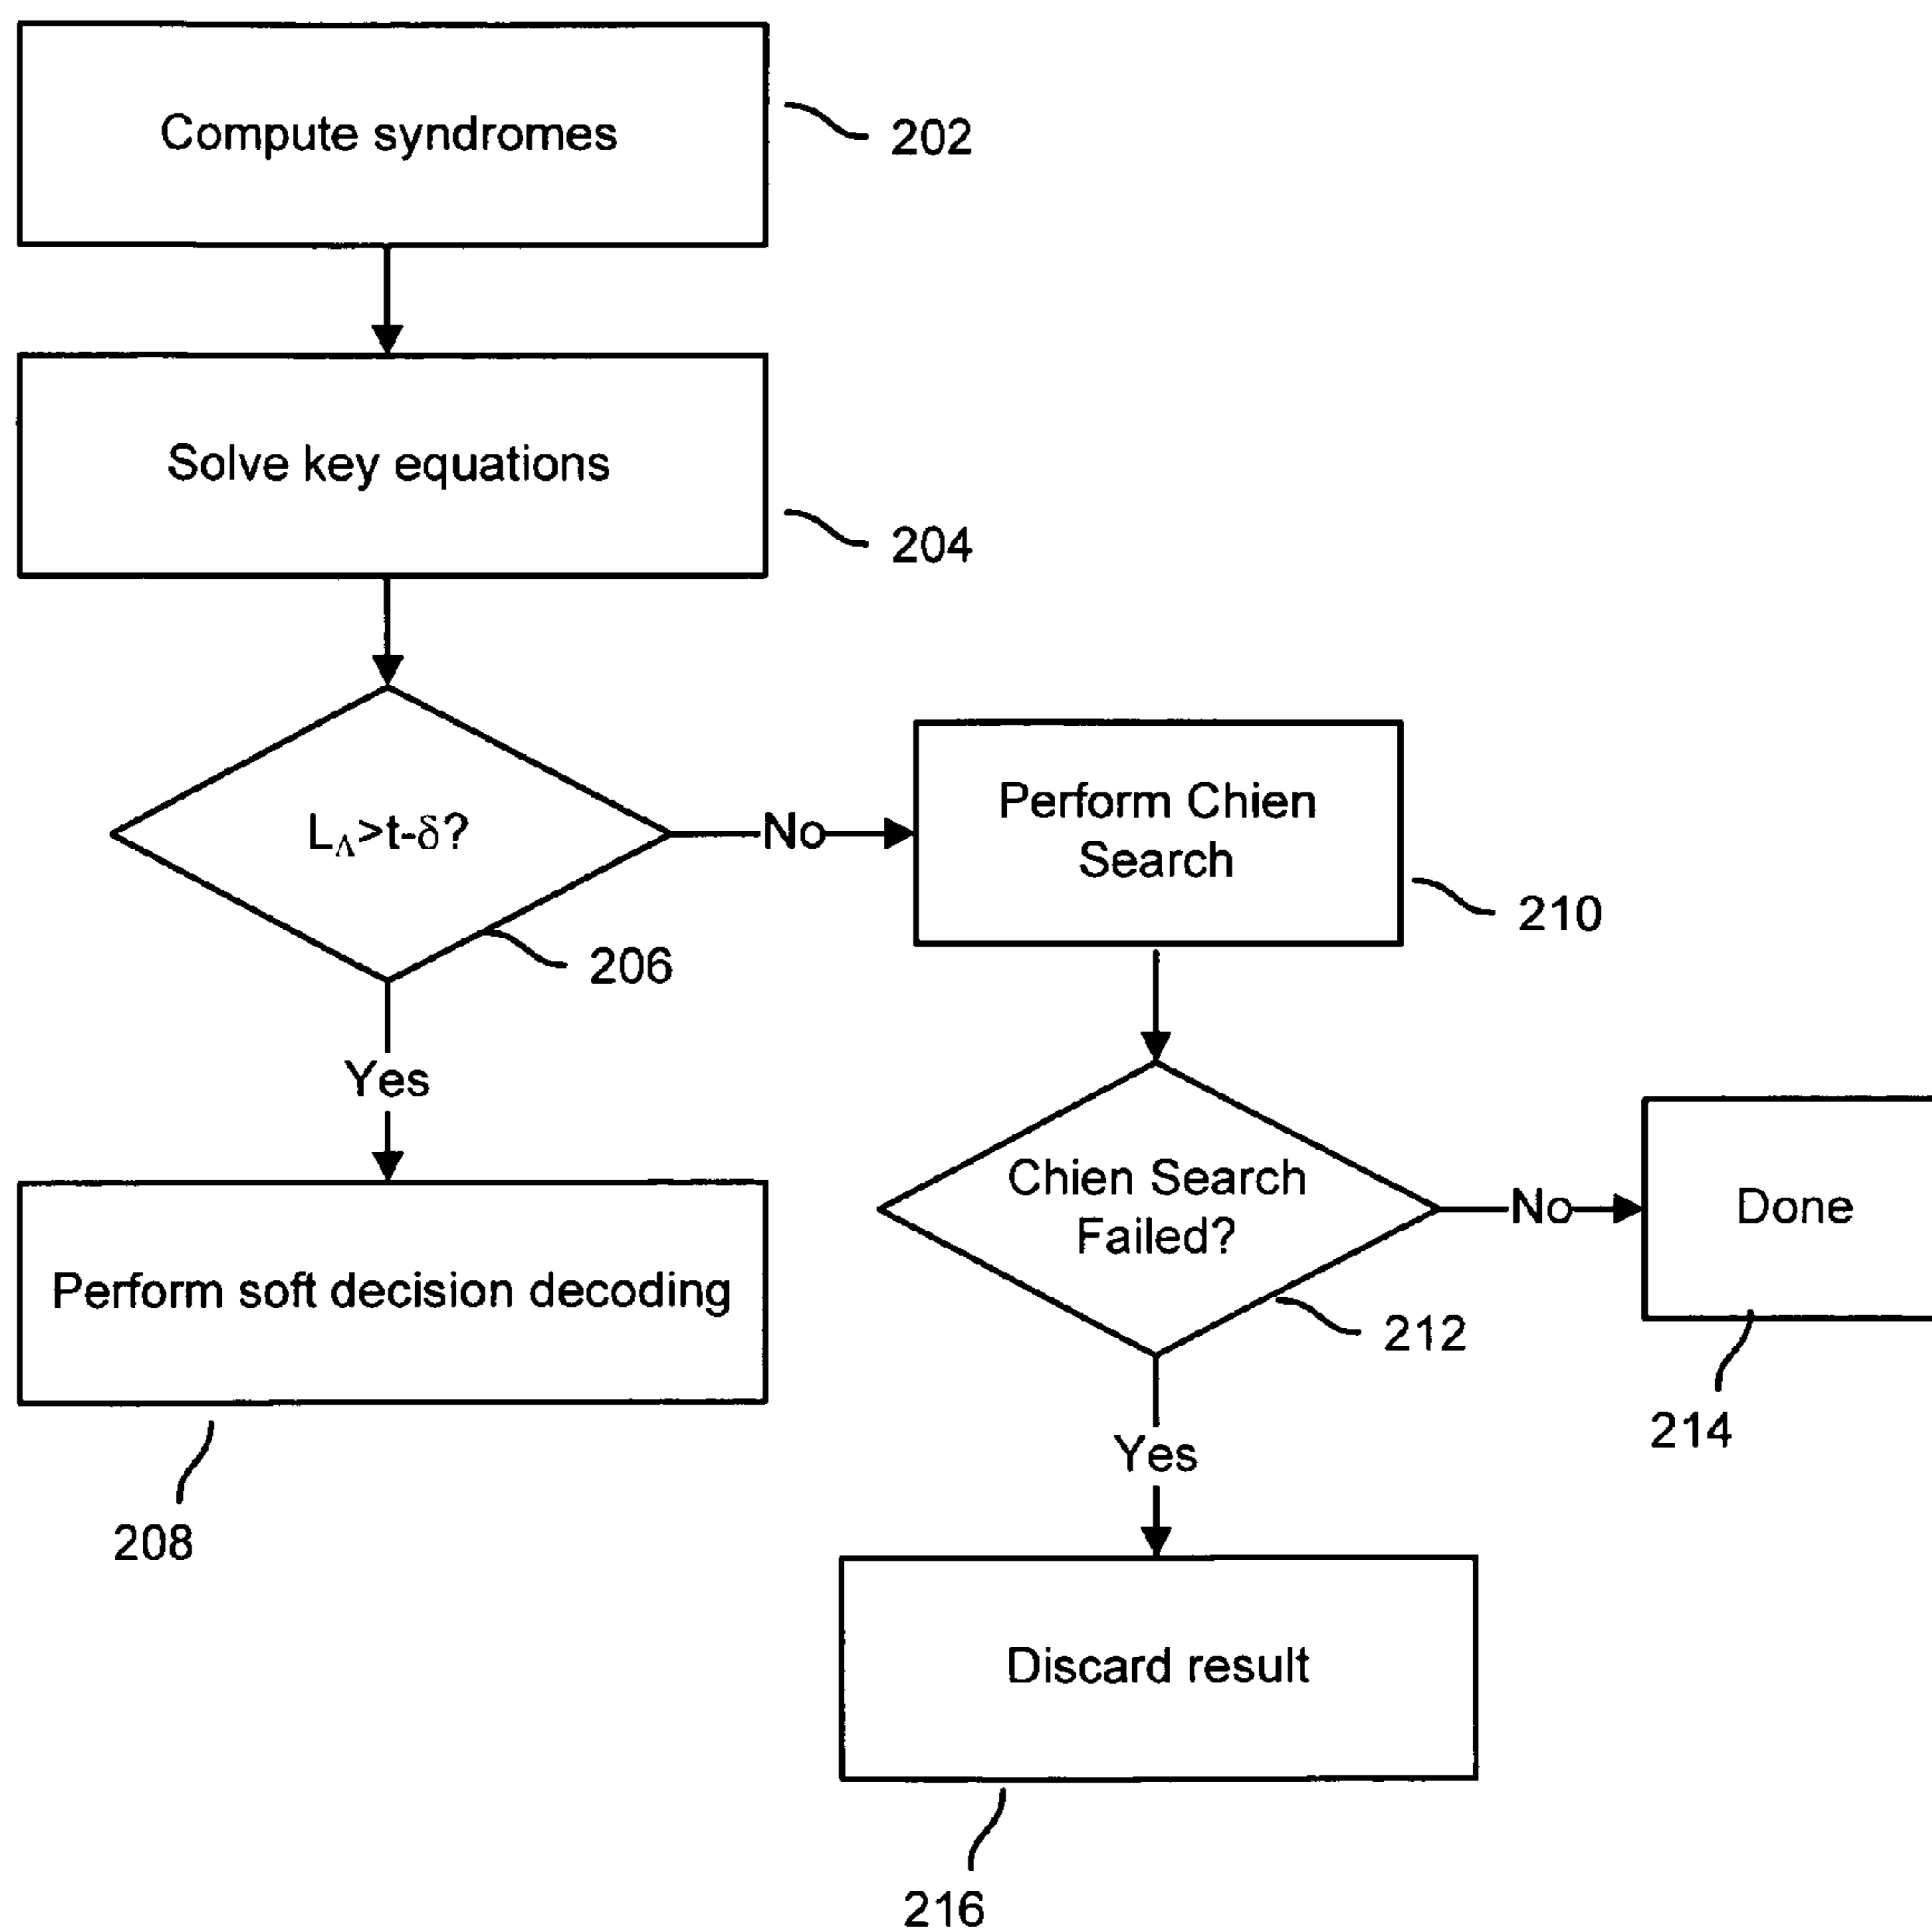 Compute syndromes
202
Solve key equations
204
L_Λ>t-δ?
No
206
Yes
Perform Chien
Search
210
Perform soft decision decoding
208
Chien Search
Failed?
No
212
Yes
Done
214
Discard result
216